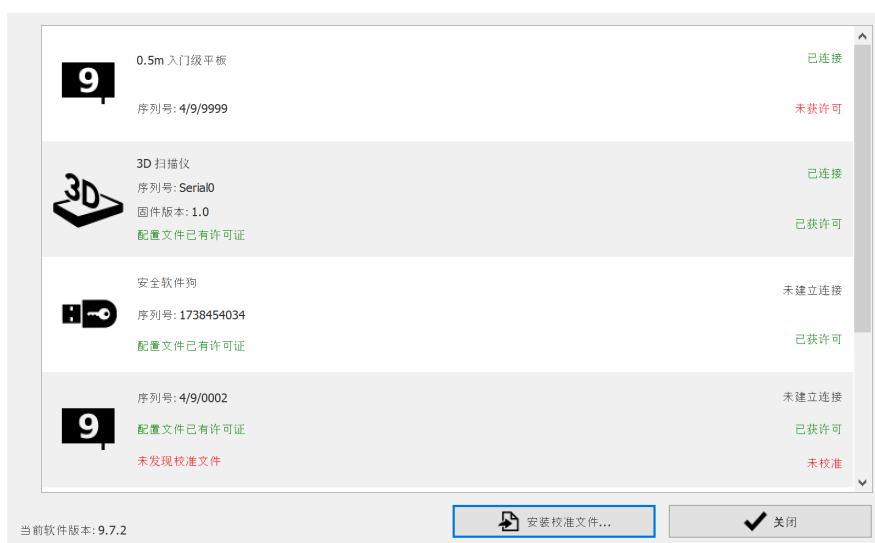 0.5m 入门级平板
已连接
9
序列号: 4/9/9999
未获许可
3D 扫描仪
已连接
序列号: Serial0
3D
固件版本: 1.0
已获许可
配置文件已有许可证
安全软件狗
未建立连接
序列号: 1738454034
配置文件已有许可证
已获许可
序列号: 4/9/0002
未建立连接
9
配置文件已有许可证
已获许可
未发现校准文件
未校准
当前软件版本: 9.7.2
安装校准文件...
关闭